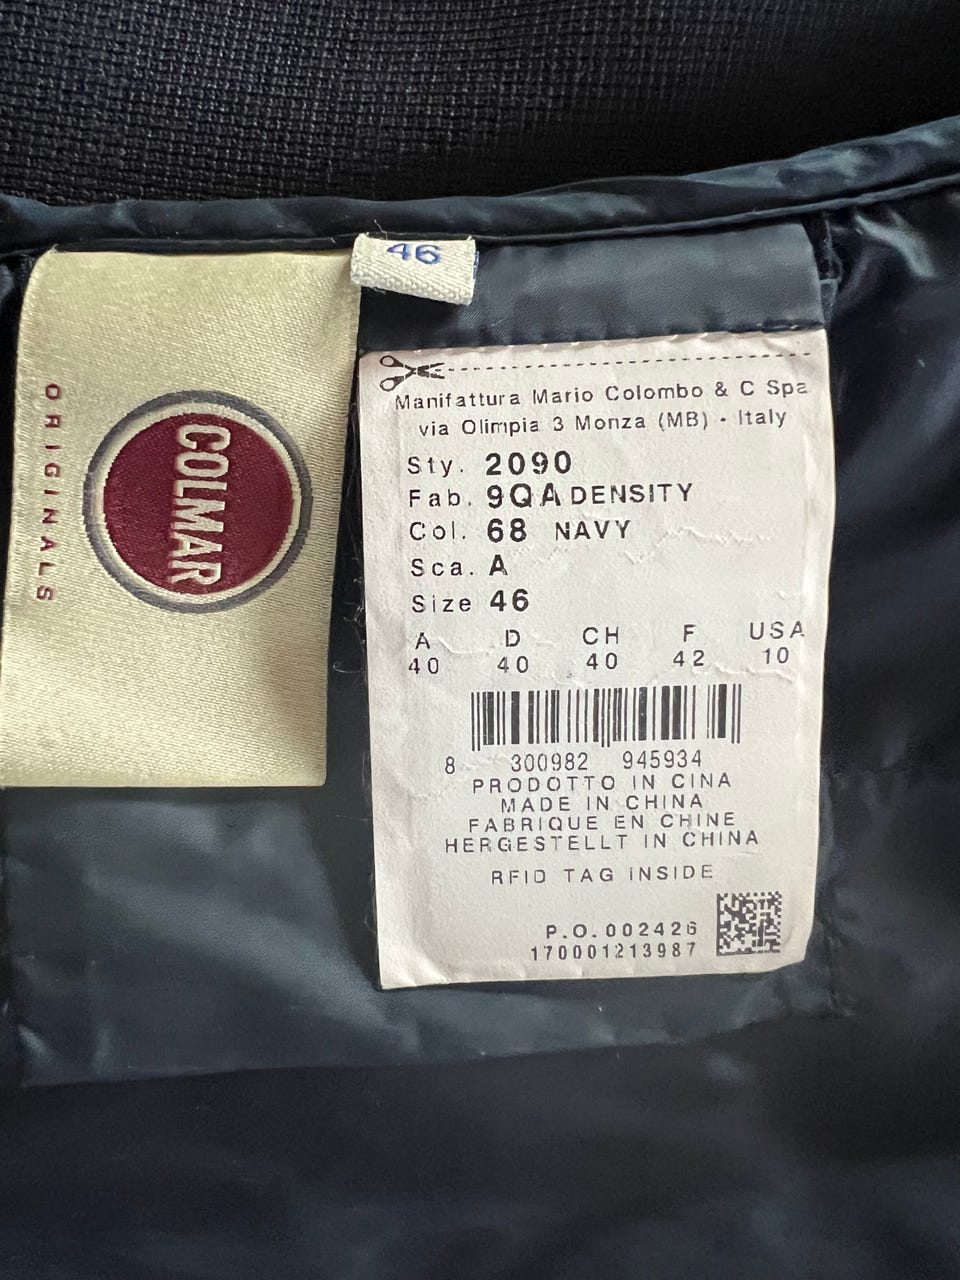 ORIGINALS
COLMAR
46
Manifattura Mario Colombo & C Spa
via Olimpia 3 Monza (MB) - Italy
Sty. 2090
Fab. 9QA DENSITY
Col. 68 NAVY
Sca. A
Size 46
A D CH F USA
40 40 40 42 10
8 300982 945934
PRODOTTO IN CINA
MADE IN CHINA
FABRIQUE EN CHINE
HERGESTELLT IN CHINA
RFID TAG INSIDE
P.O. 002426
170001213987